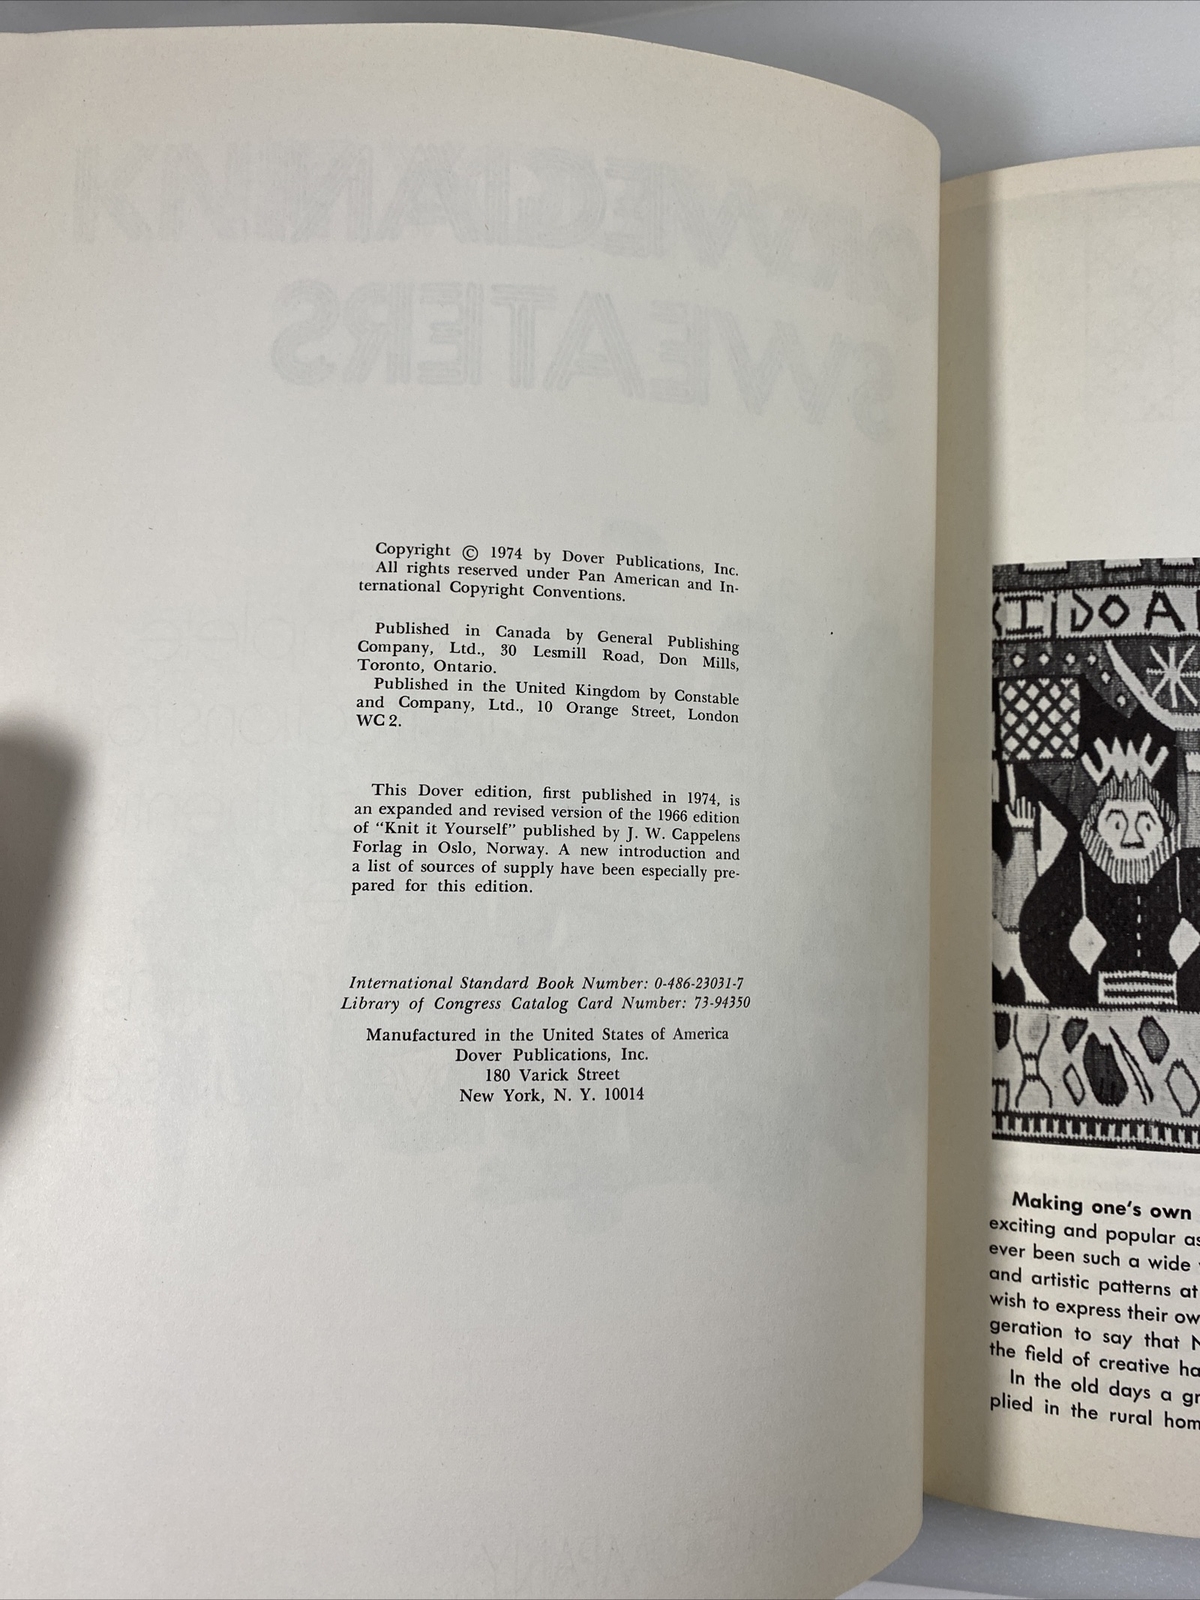 Copyright © 1974 by Dover Publications, Inc.
All rights reserved under Pan American and In-
ternational Copyright Conventions.
Published in Canada by General Publishing
Company, Ltd., 30 Lesmill Road, Don Mills,
Toronto, Ontario.
Published in the United Kingdom by Constable
and Company, Ltd., 10 Orange Street, London
WC 2.
This Dover edition, first published in 1974, is
an expanded and revised version of the 1966 edition
of “Knit it Yourself” published by J. W. Cappelens
Forlag in Oslo, Norway. A new introduction and
a list of sources of supply have been especially pre-
pared for this edition.
International Standard Book Number: 0-486-23031-7
Library of Congress Catalog Card Number: 73-94350
Manufactured in the United States of America
Dover Publications, Inc.
180 Varick Street
New York, N. Y. 10014
Making one's own
exciting and popular as
ever been such a wide
and artistic patterns at
wish to express their ow
geration to say that N
the field of creative ha
In the old days a gr
plied in the rural hom